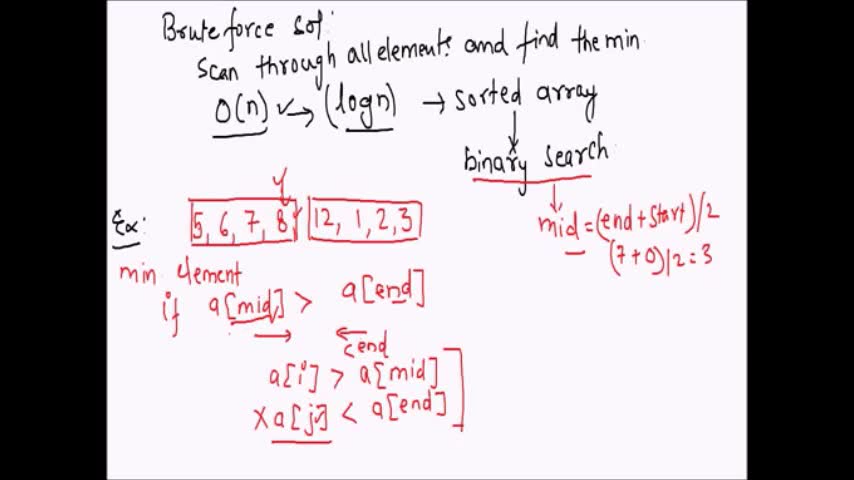 Brute force sol:
scan through all elements and find the min
O(n) → (logn) → sorted array
binary search
mid = (end + start)/2
(7+0)/2 = 3
Ex: 5, 6, 7, 8, 12, 1, 2, 3
min element
if a[mid] > a[end]
end
a[i] > a[mid]
x a[j] < a[end]